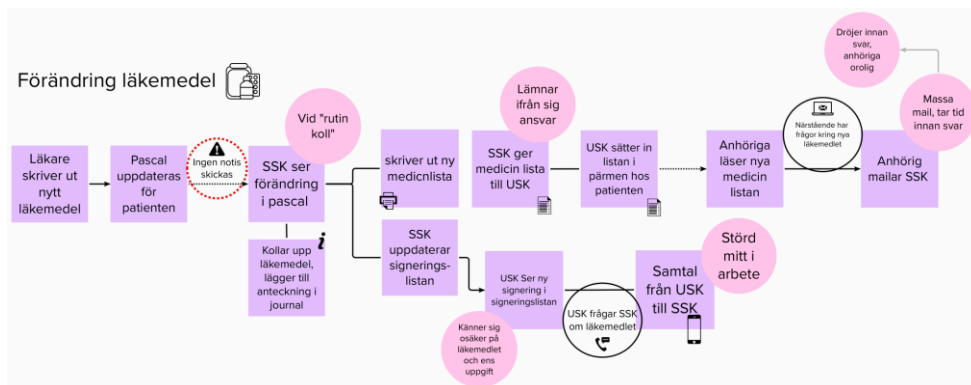 Förändring läkemedel
Läkare
skriver ut
nytt
läkemedel
Pascal
uppdateras
för
patienten
Ingen notis
skickas
Vid "rutin
koll"
SSK ser
förändring
i pascal
Kollar upp
läkemedel,
lägger till
anteckning i
journal
skriver ut ny
medicnlista
SSK
uppdaterar
signerings-
listan
Lämnar
ifrån sig
ansvar
SSK ger
medicin lista
till USK
USK sätter in
listan i
pärmen hos
patienten
Anhöriga
läser nya
medicin
listan
Närstående har
frågor kring nya
läkemedlet
Anhörig
mailar SSK
Massa
mail, tar tid
innan svar
Dröjer innan
svar,
anhöriga
orolig
USK Ser ny
signering i
signeringslistan
Känner sig
osäker på
läkemedlet
och ens
uppgift
USK frågar SSK
om läkemedlet
Samtal
från USK
till SSK
Störd
mitt i
arbete